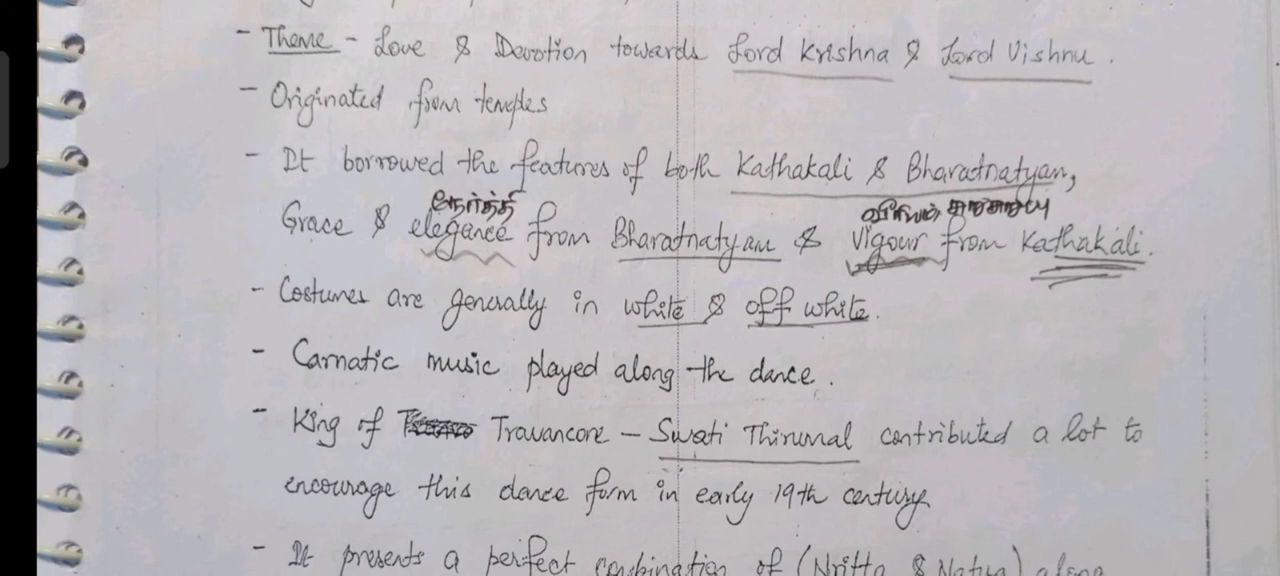 - Theme - Love & Devotion towards Lord Krishna & Lord Vishnu.
- Originated from temples
- It borrowed the features of both Kathakali & Bharatnatyam,
நேர்த்தி
வீரியம்
Grace & elegance from Bharatnatyam & Vigour from Kathakali.
- Costumes are generally in white & off white.
- Carnatic music played along the dance.
- King of Travancore - Swati Thirunal contributed a lot to
encourage this dance form in early 19th century
- It presents a perfect combination of (Nritta & Natya) along